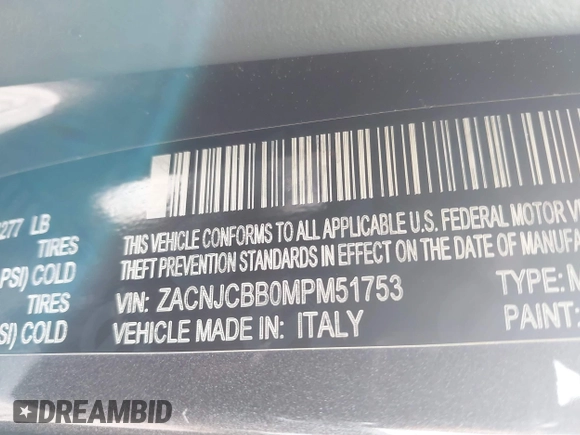 277 LB
TIRES
PSI) COLD
TIRES
SI) COLD
THIS VEHICLE CONFORMS TO ALL APPLICABLE U.S. FEDERAL MOTOR V
THEFT PREVENTION STANDARDS IN EFFECT ON THE DATE OF MANUFA
VIN: ZACNJCBB0MPM51753
TYPE:
VEHICLE MADE IN: ITALY
PAINT:
DREAMBID